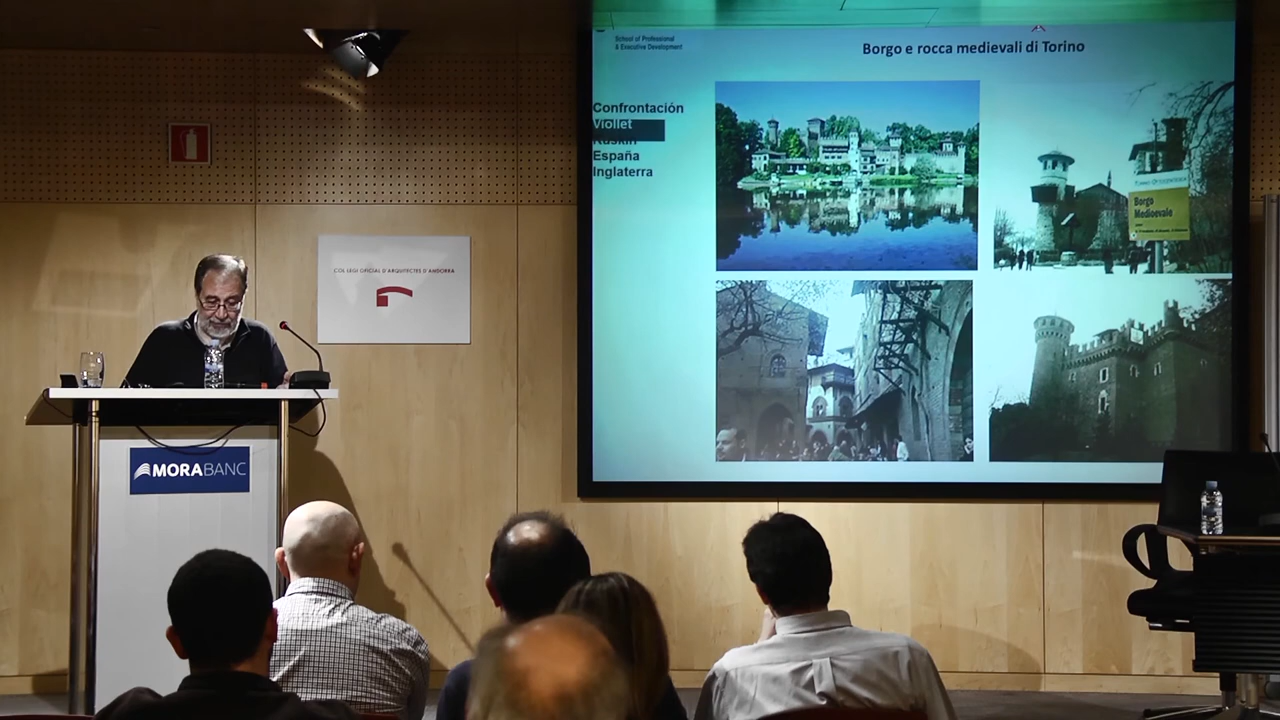 School of Professional
& Executive Development
Borgo e rocca medievali di Torino
Confrontación
Viollet
Ruskin
España
Inglaterra
Borgo
Medioevale
COL·LEGI OFICIAL D'ARQUITECTES D'ANDORRA
MORABANC